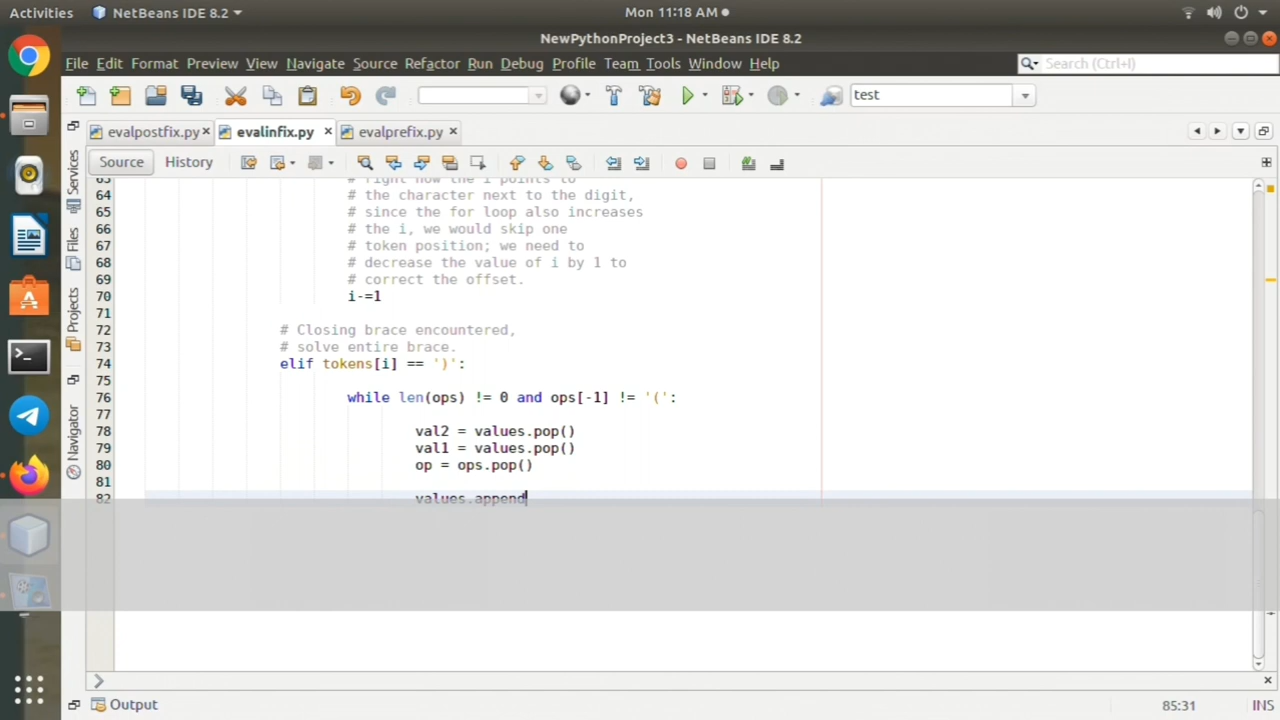 Activities NetBeans IDE 8.2 Mon 11:18 AM
NewPythonProject3 - NetBeans IDE 8.2
File Edit Format Preview View Navigate Source Refactor Run Debug Profile Team Tools Window Help Search (Ctrl+I)
test
evalpostfix.py evalinfix.py evalprefix.py
Source History
Services
Files
Projects
Navigator
63 # right now the i points to
64 # the character next to the digit,
65 # since the for loop also increases
66 # the i, we would skip one
67 # token position; we need to
68 # decrease the value of i by 1 to
69 # correct the offset.
70 i-=1
71
72 # Closing brace encountered,
73 # solve entire brace.
74 elif tokens[i] == ')':
75
76 while len(ops) != 0 and ops[-1] != '(':
77
78 val2 = values.pop()
79 val1 = values.pop()
80 op = ops.pop()
81
82 values.append
Output 85:31 INS